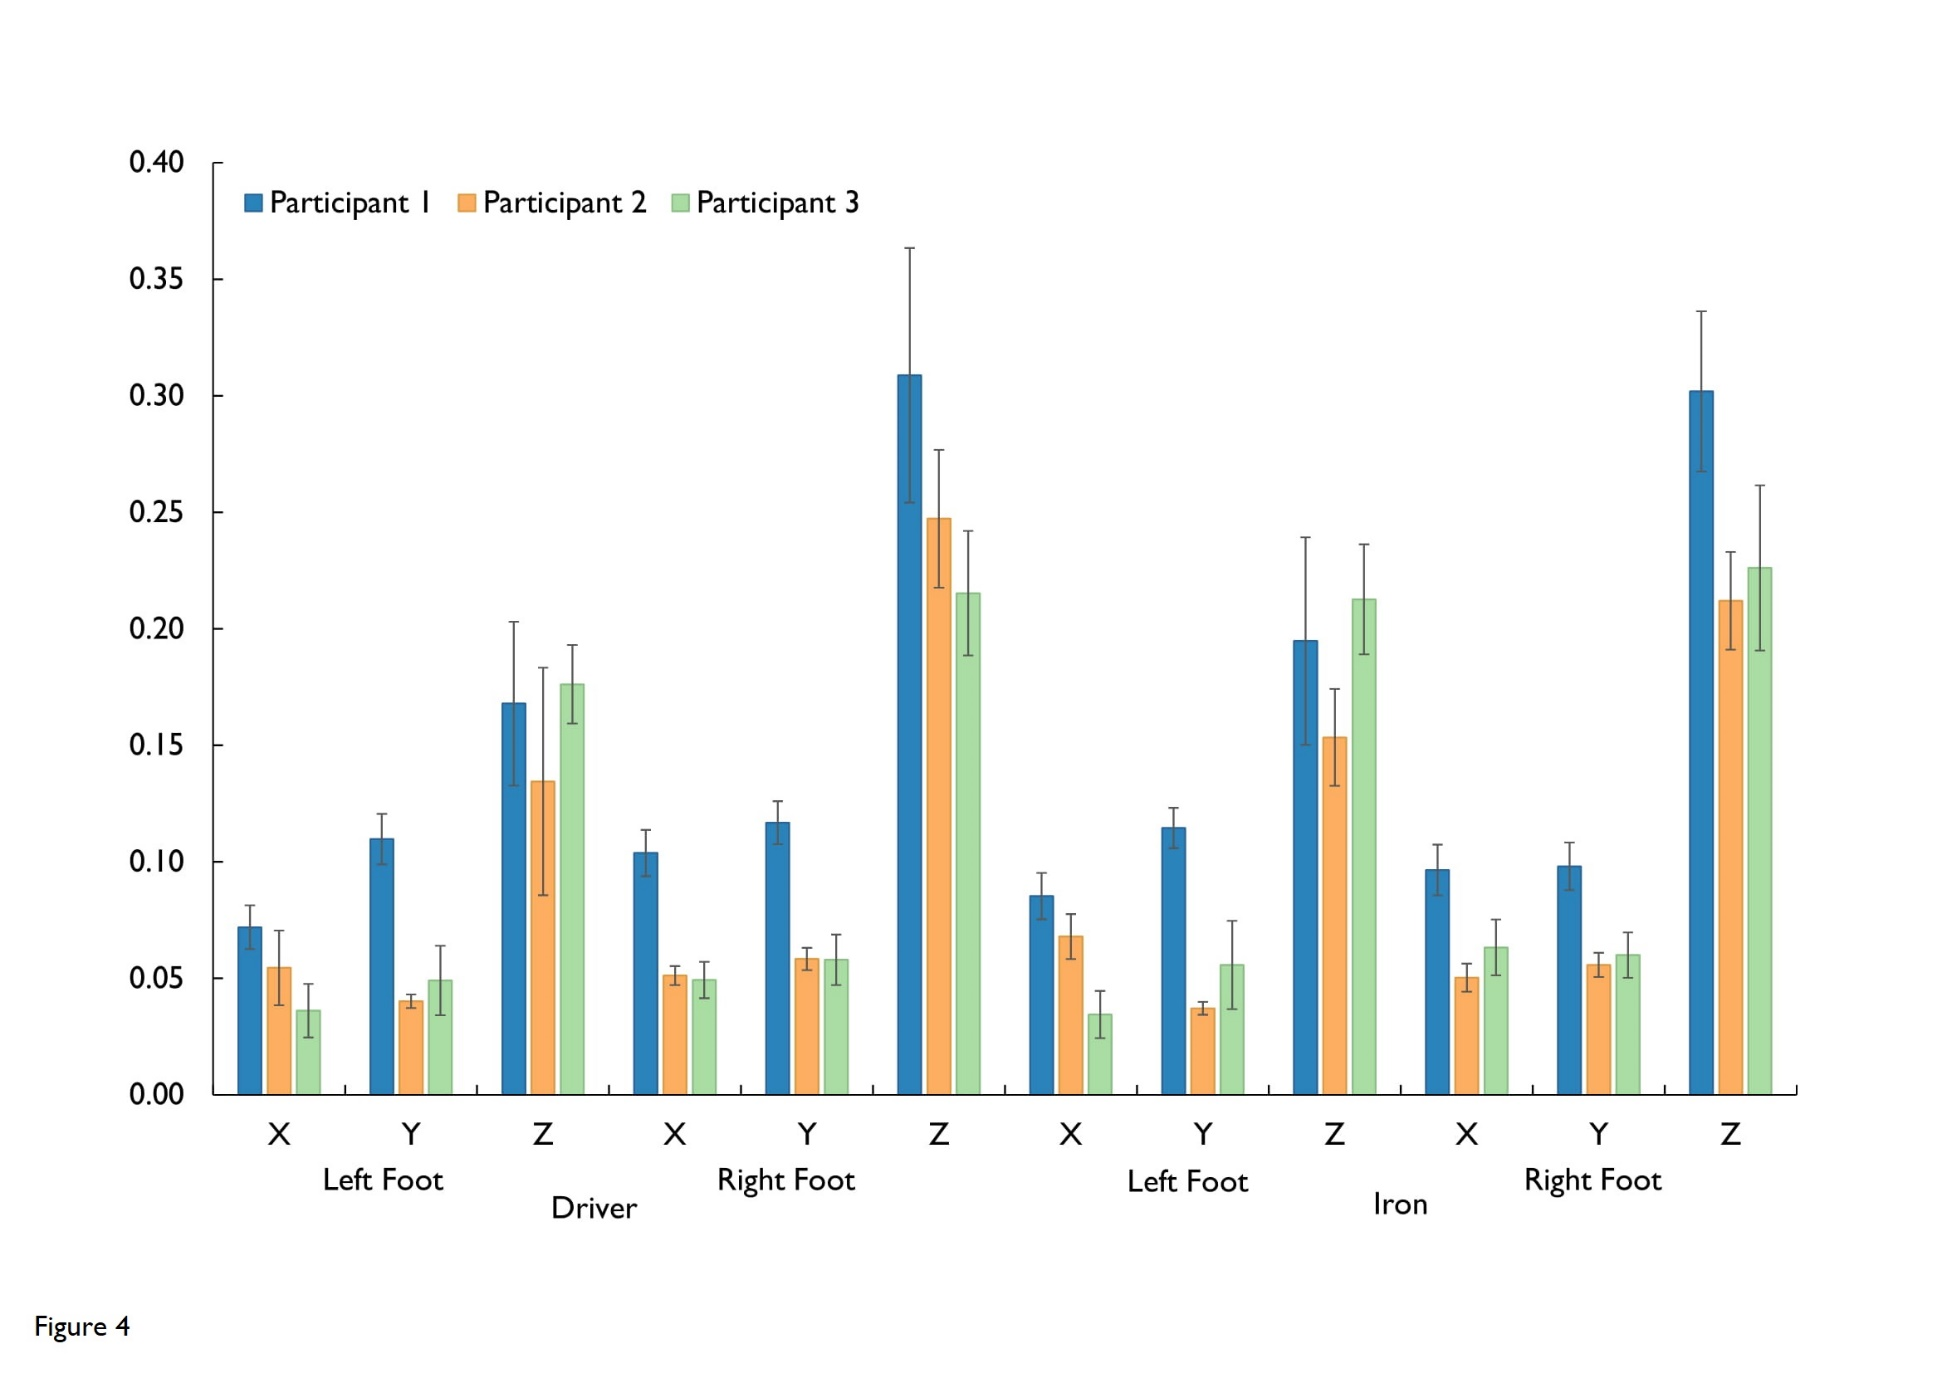 0.40
Participant 1 Participant 2 Participant 3
0.35
0.30
0.25
0.20
0.15
0.10
0.05
0.00
X Y Z X Y Z X Y Z X Y Z
Left Foot Right Foot Left Foot Right Foot
Driver Iron
Figure 4